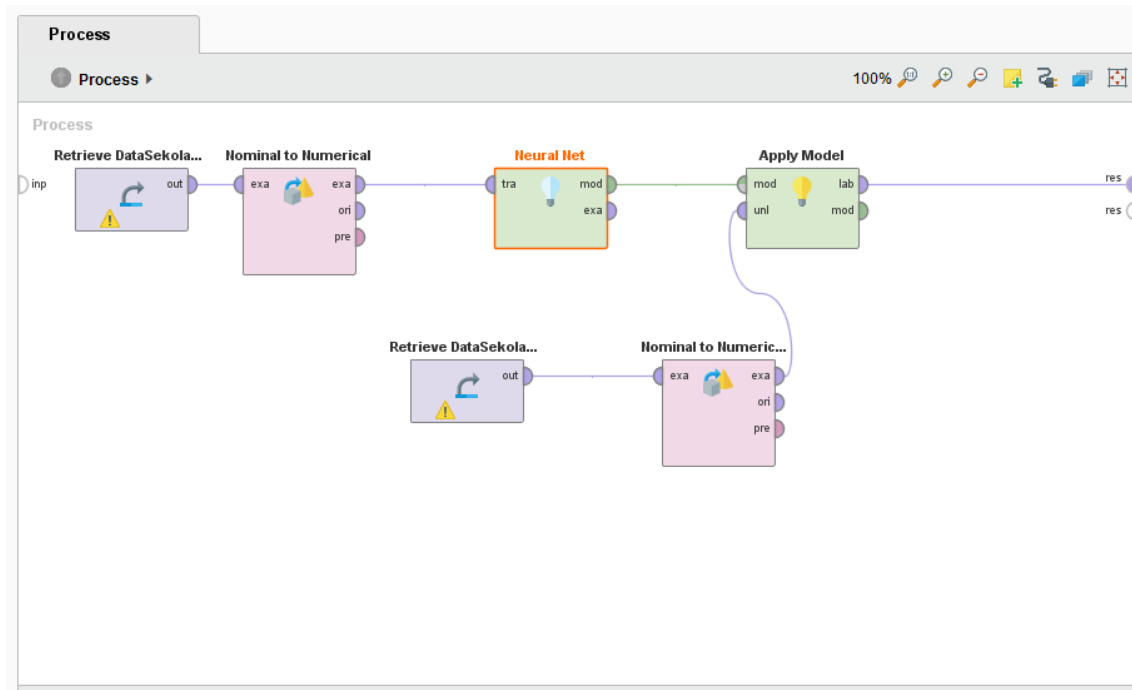 Process
Process
100%
Process
Retrieve DataSekola... Nominal to Numerical Neural Net Apply Model
inp out exa exa tra mod mod lab res
ori exa unl mod res
pre
Retrieve DataSekola... Nominal to Numeric...
out exa exa
ori
pre